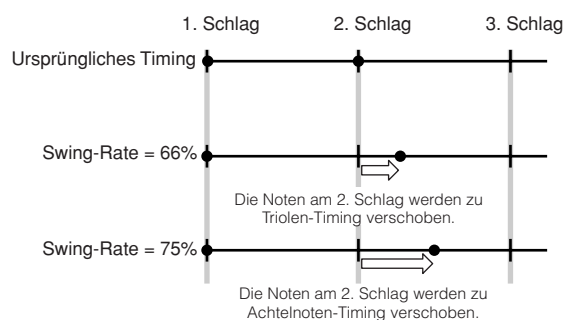 1. Schlag 2. Schlag 3. Schlag
Ursprüngliches Timing
Swing-Rate = 66%
Die Noten am 2. Schlag werden zu
Triolen-Timing verschoben.
Swing-Rate = 75%
Die Noten am 2. Schlag werden zu
Achtelnoten-Timing verschoben.